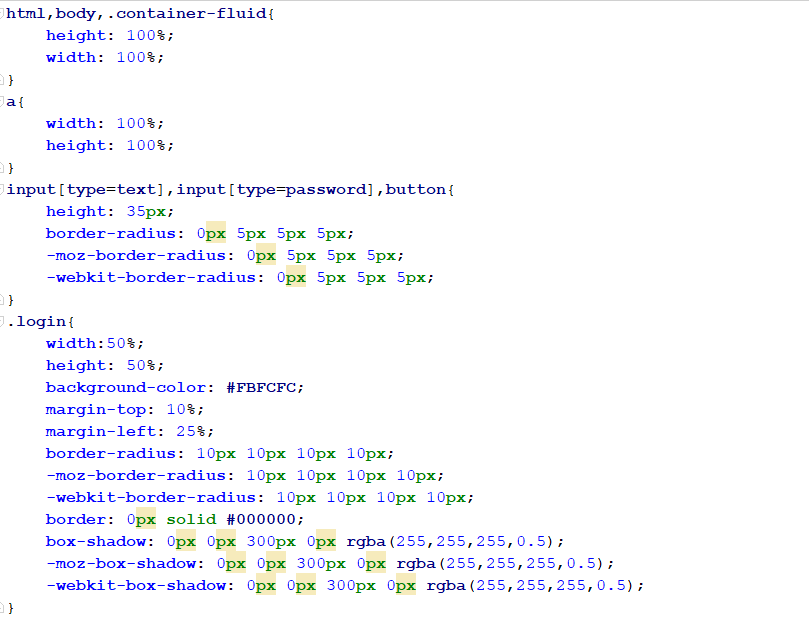 html,body,.container-fluid{
    height: 100%;
    width: 100%;
}
a{
    width: 100%;
    height: 100%;
}
input[type=text],input[type=password],button{
    height: 35px;
    border-radius: 0px 5px 5px 5px;
    -moz-border-radius: 0px 5px 5px 5px;
    -webkit-border-radius: 0px 5px 5px 5px;
}
.login{
    width:50%;
    height: 50%;
    background-color: #FBFCFC;
    margin-top: 10%;
    margin-left: 25%;
    border-radius: 10px 10px 10px 10px;
    -moz-border-radius: 10px 10px 10px 10px;
    -webkit-border-radius: 10px 10px 10px 10px;
    border: 0px solid #000000;
    box-shadow: 0px 0px 300px 0px rgba(255,255,255,0.5);
    -moz-box-shadow: 0px 0px 300px 0px rgba(255,255,255,0.5);
    -webkit-box-shadow: 0px 0px 300px 0px rgba(255,255,255,0.5);
}